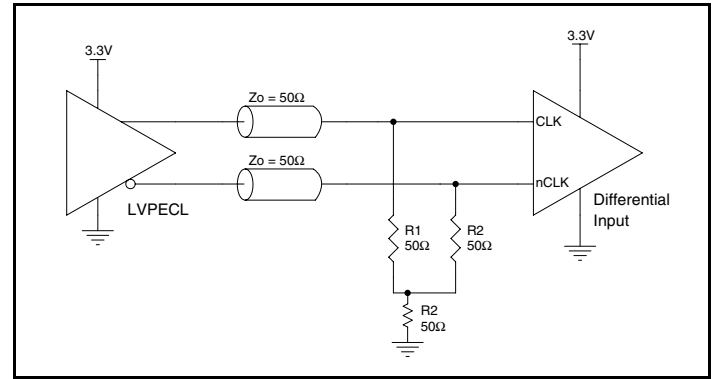 3.3V
3.3V
Zo = 50Ω
CLK
Zo = 50Ω
nCLK
LVPECL
Differential
Input
R1
50Ω
R2
50Ω
R2
50Ω